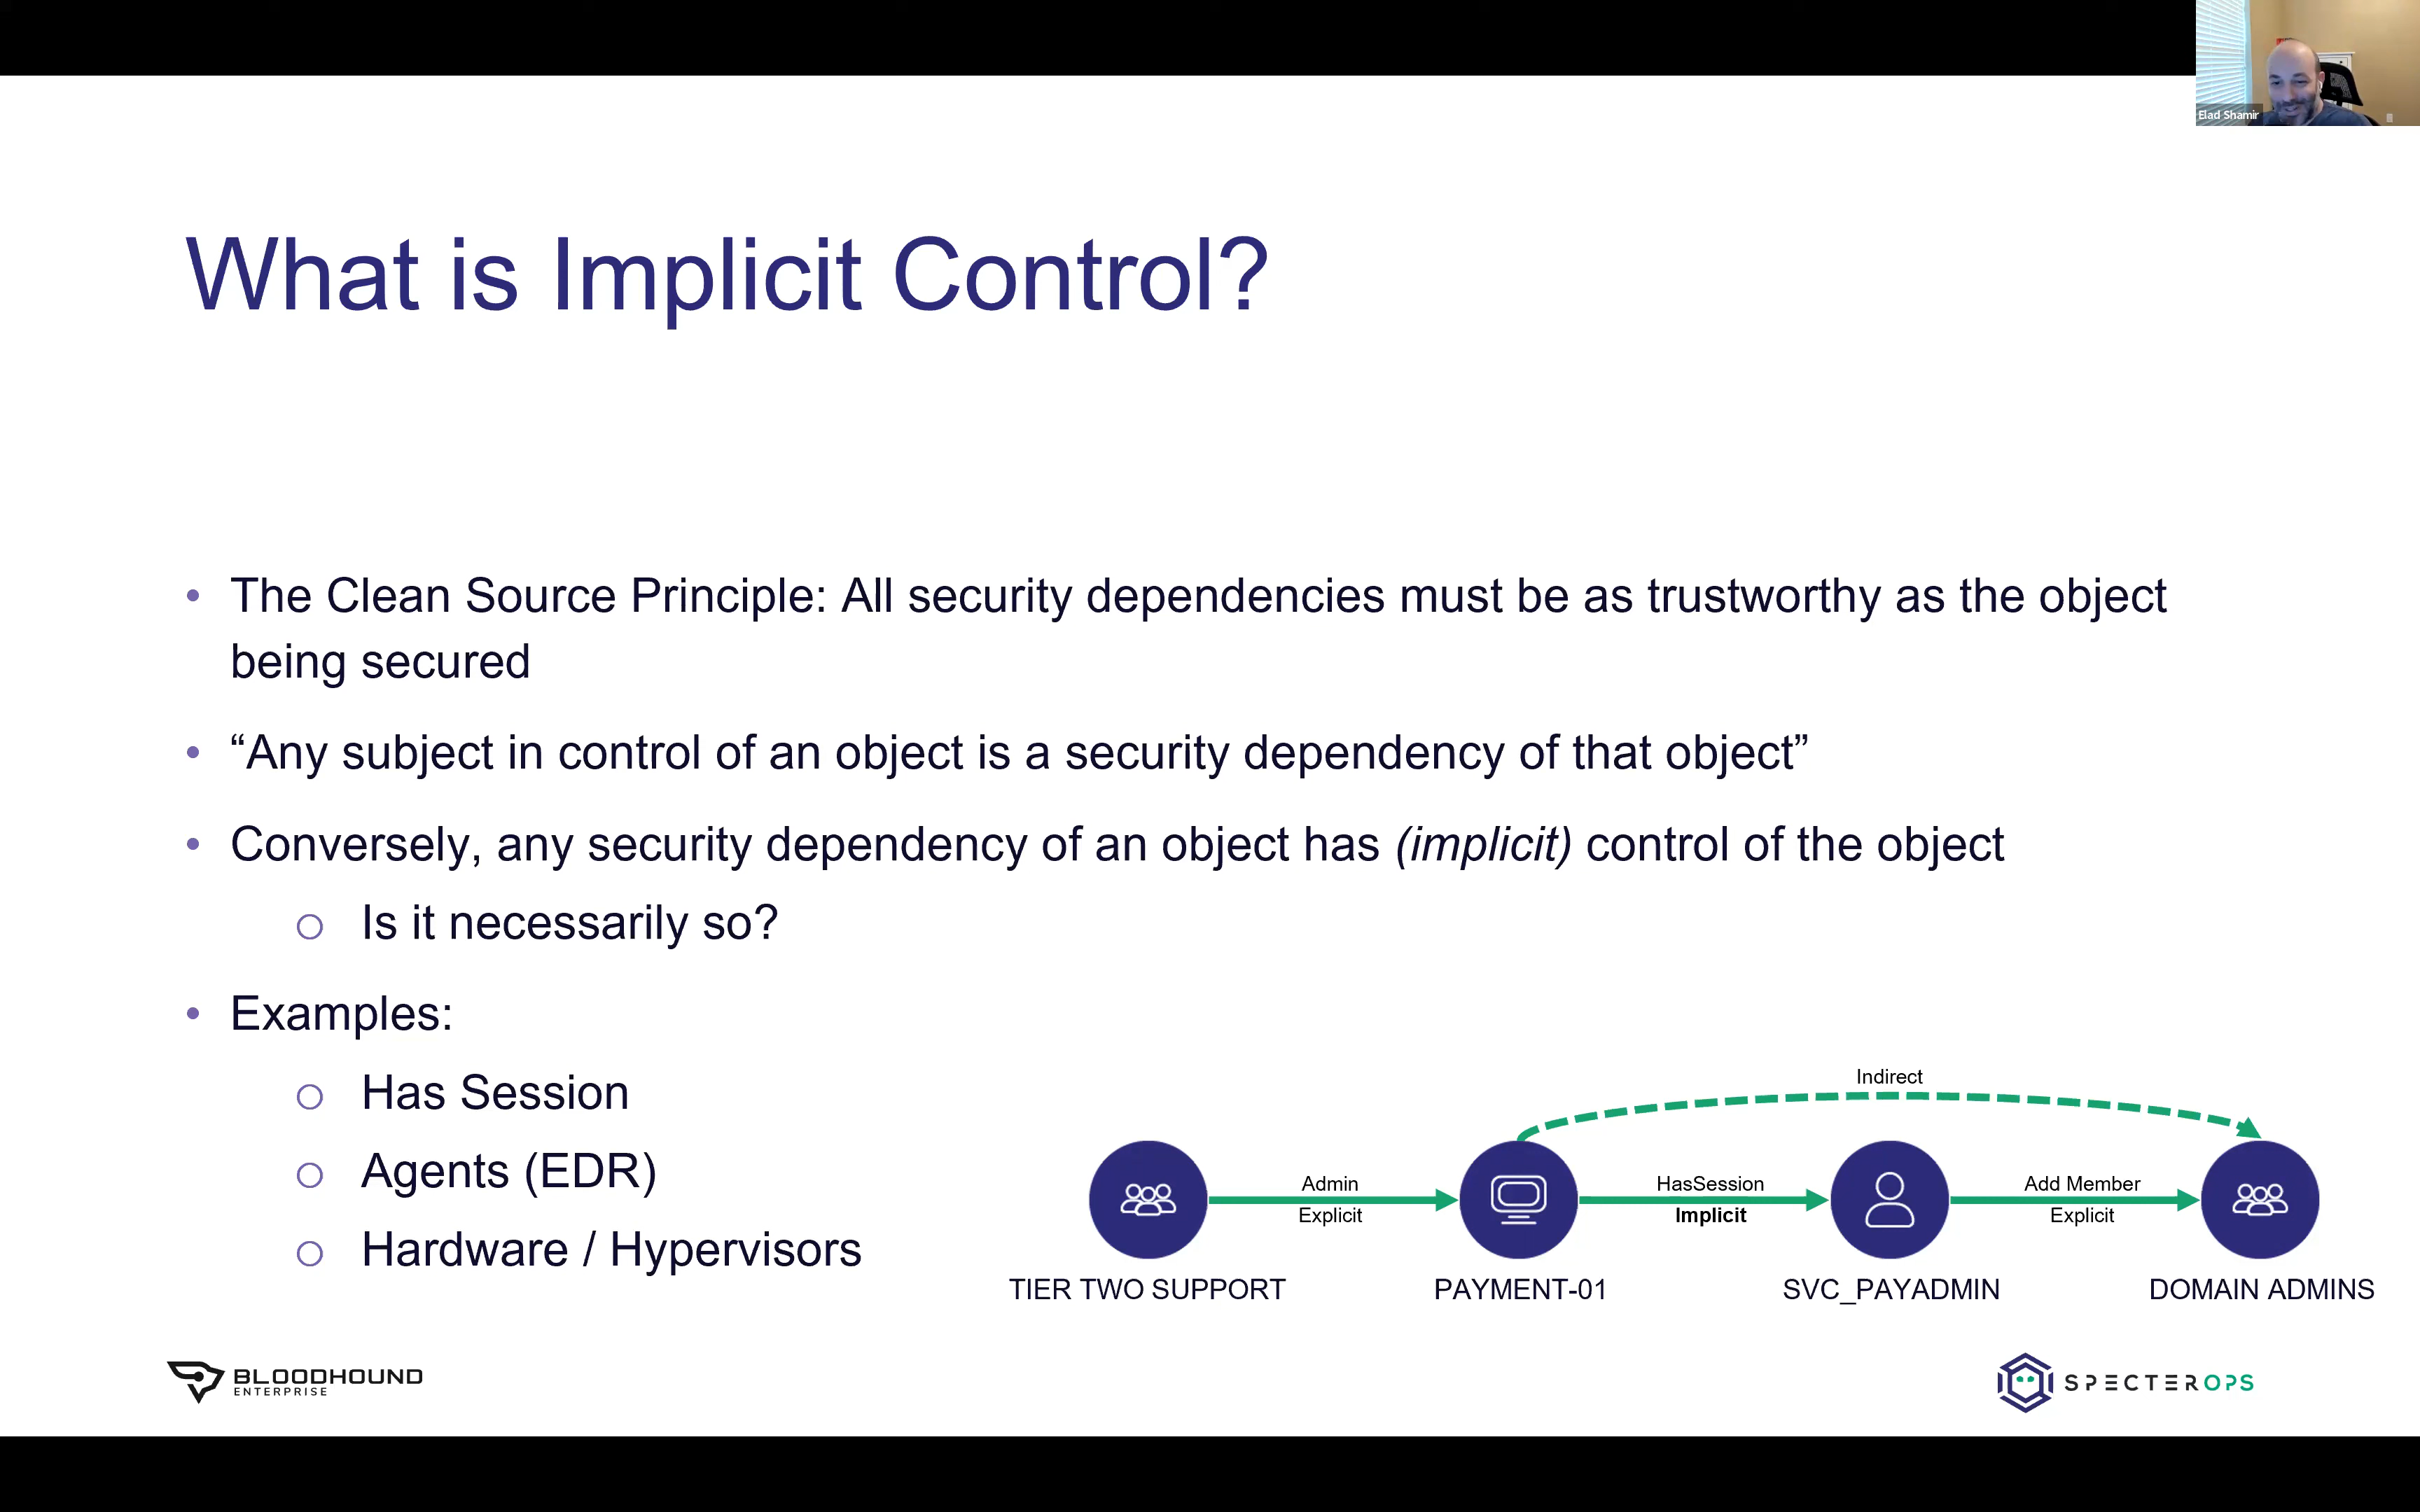 Elad Shamir
What is Implicit Control?
• The Clean Source Principle: All security dependencies must be as trustworthy as the object
being secured
• “Any subject in control of an object is a security dependency of that object”
• Conversely, any security dependency of an object has (implicit) control of the object
○ Is it necessarily so?
• Examples:
○ Has Session
○ Agents (EDR)
○ Hardware / Hypervisors
Indirect
Admin
Explicit
HasSession
Implicit
Add Member
Explicit
TIER TWO SUPPORT
PAYMENT-01
SVC_PAYADMIN
DOMAIN ADMINS
BLOODHOUND
ENTERPRISE
SPECTEROPS